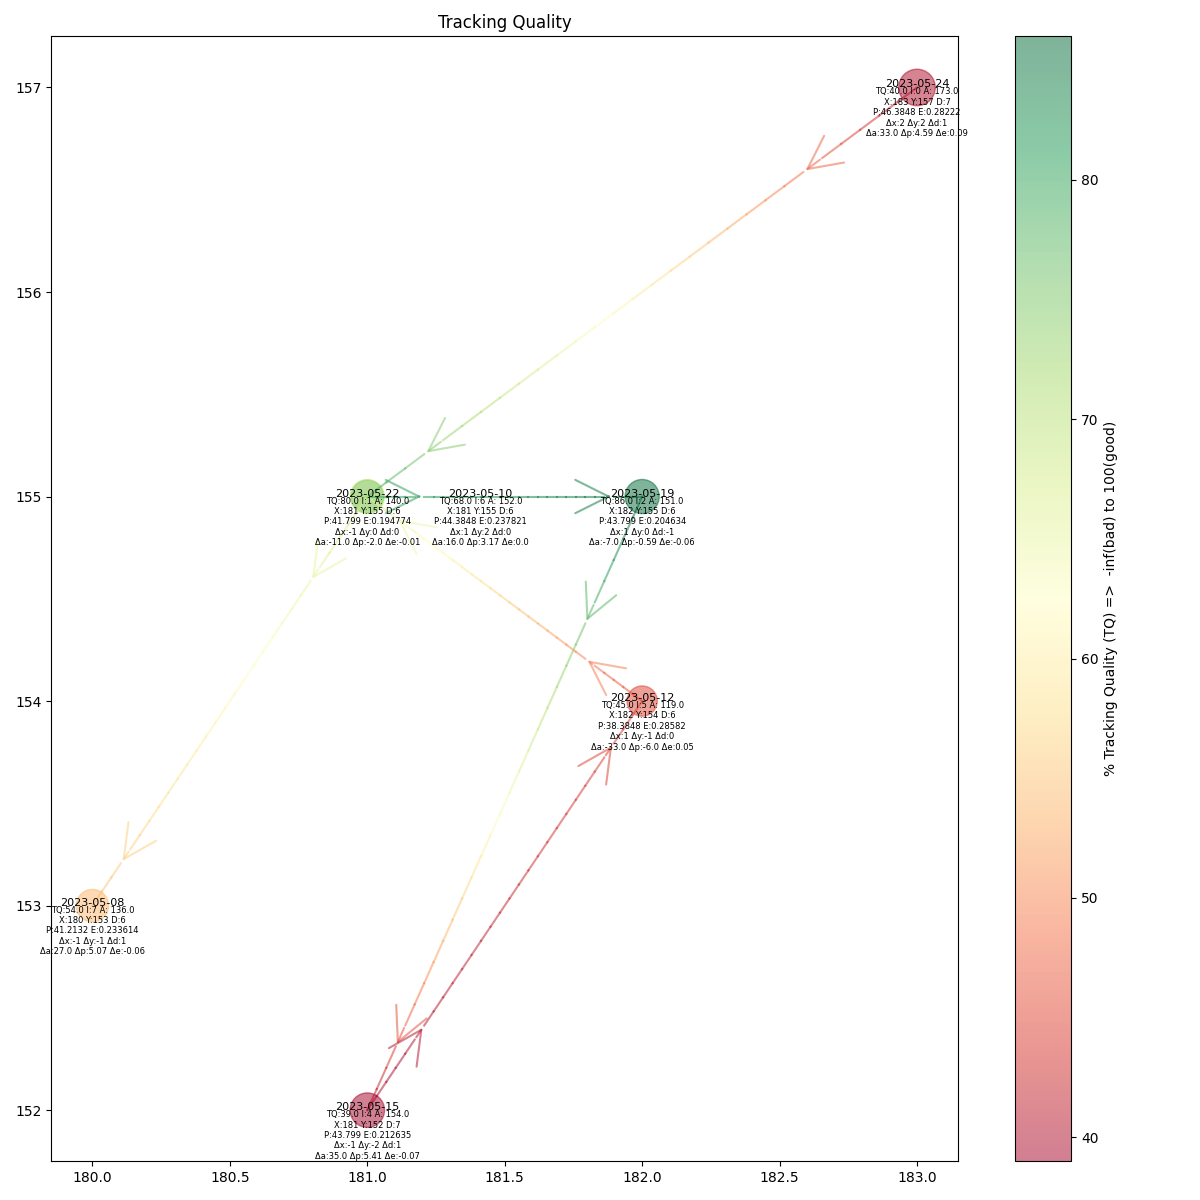 Tracking Quality
157
156
155
154
153
152
180.0
180.5
181.0
181.5
182.0
182.5
183.0
2023-05-24
TQ:40.0 I:0 A: 173.0
X:183 Y:157 D:7
P:46.3848 E:0.28222
Δx:2 Δy:2 Δd:1
Δa:33.0 Δp:4.59 Δe:0.09
2023-05-22
TQ:80.0 I:1 A: 140.0
X:181 Y:155 D:6
P:41.799 E:0.194774
Δx:-1 Δy:0 Δd:0
Δa:-11.0 Δp:-2.0 Δe:-0.01
2023-05-10
TQ:68.0 I:6 A: 152.0
X:181 Y:155 D:6
P:44.3848 E:0.237821
Δx:1 Δy:2 Δd:0
Δa:16.0 Δp:3.17 Δe:0.0
2023-05-19
TQ:86.0 I:2 A: 151.0
X:182 Y:155 D:6
P:43.799 E:0.204634
Δx:1 Δy:0 Δd:-1
Δa:-7.0 Δp:-0.59 Δe:-0.06
2023-05-12
TQ:45.0 I:5 A: 119.0
X:182 Y:154 D:6
P:38.3848 E:0.28582
Δx:1 Δy:-1 Δd:0
Δa:-33.0 Δp:-6.0 Δe:0.05
2023-05-08
TQ:54.0 I:7 A: 136.0
X:180 Y:153 D:6
P:41.2132 E:0.233614
Δx:-1 Δy:-1 Δd:1
Δa:27.0 Δp:5.07 Δe:-0.06
2023-05-15
TQ:39.0 I:4 A: 154.0
X:181 Y:152 D:7
P:43.799 E:0.212635
Δx:-1 Δy:-2 Δd:1
Δa:35.0 Δp:5.41 Δe:-0.07
80
70
60
50
40
% Tracking Quality (TQ) =>  -inf(bad) to 100(good)